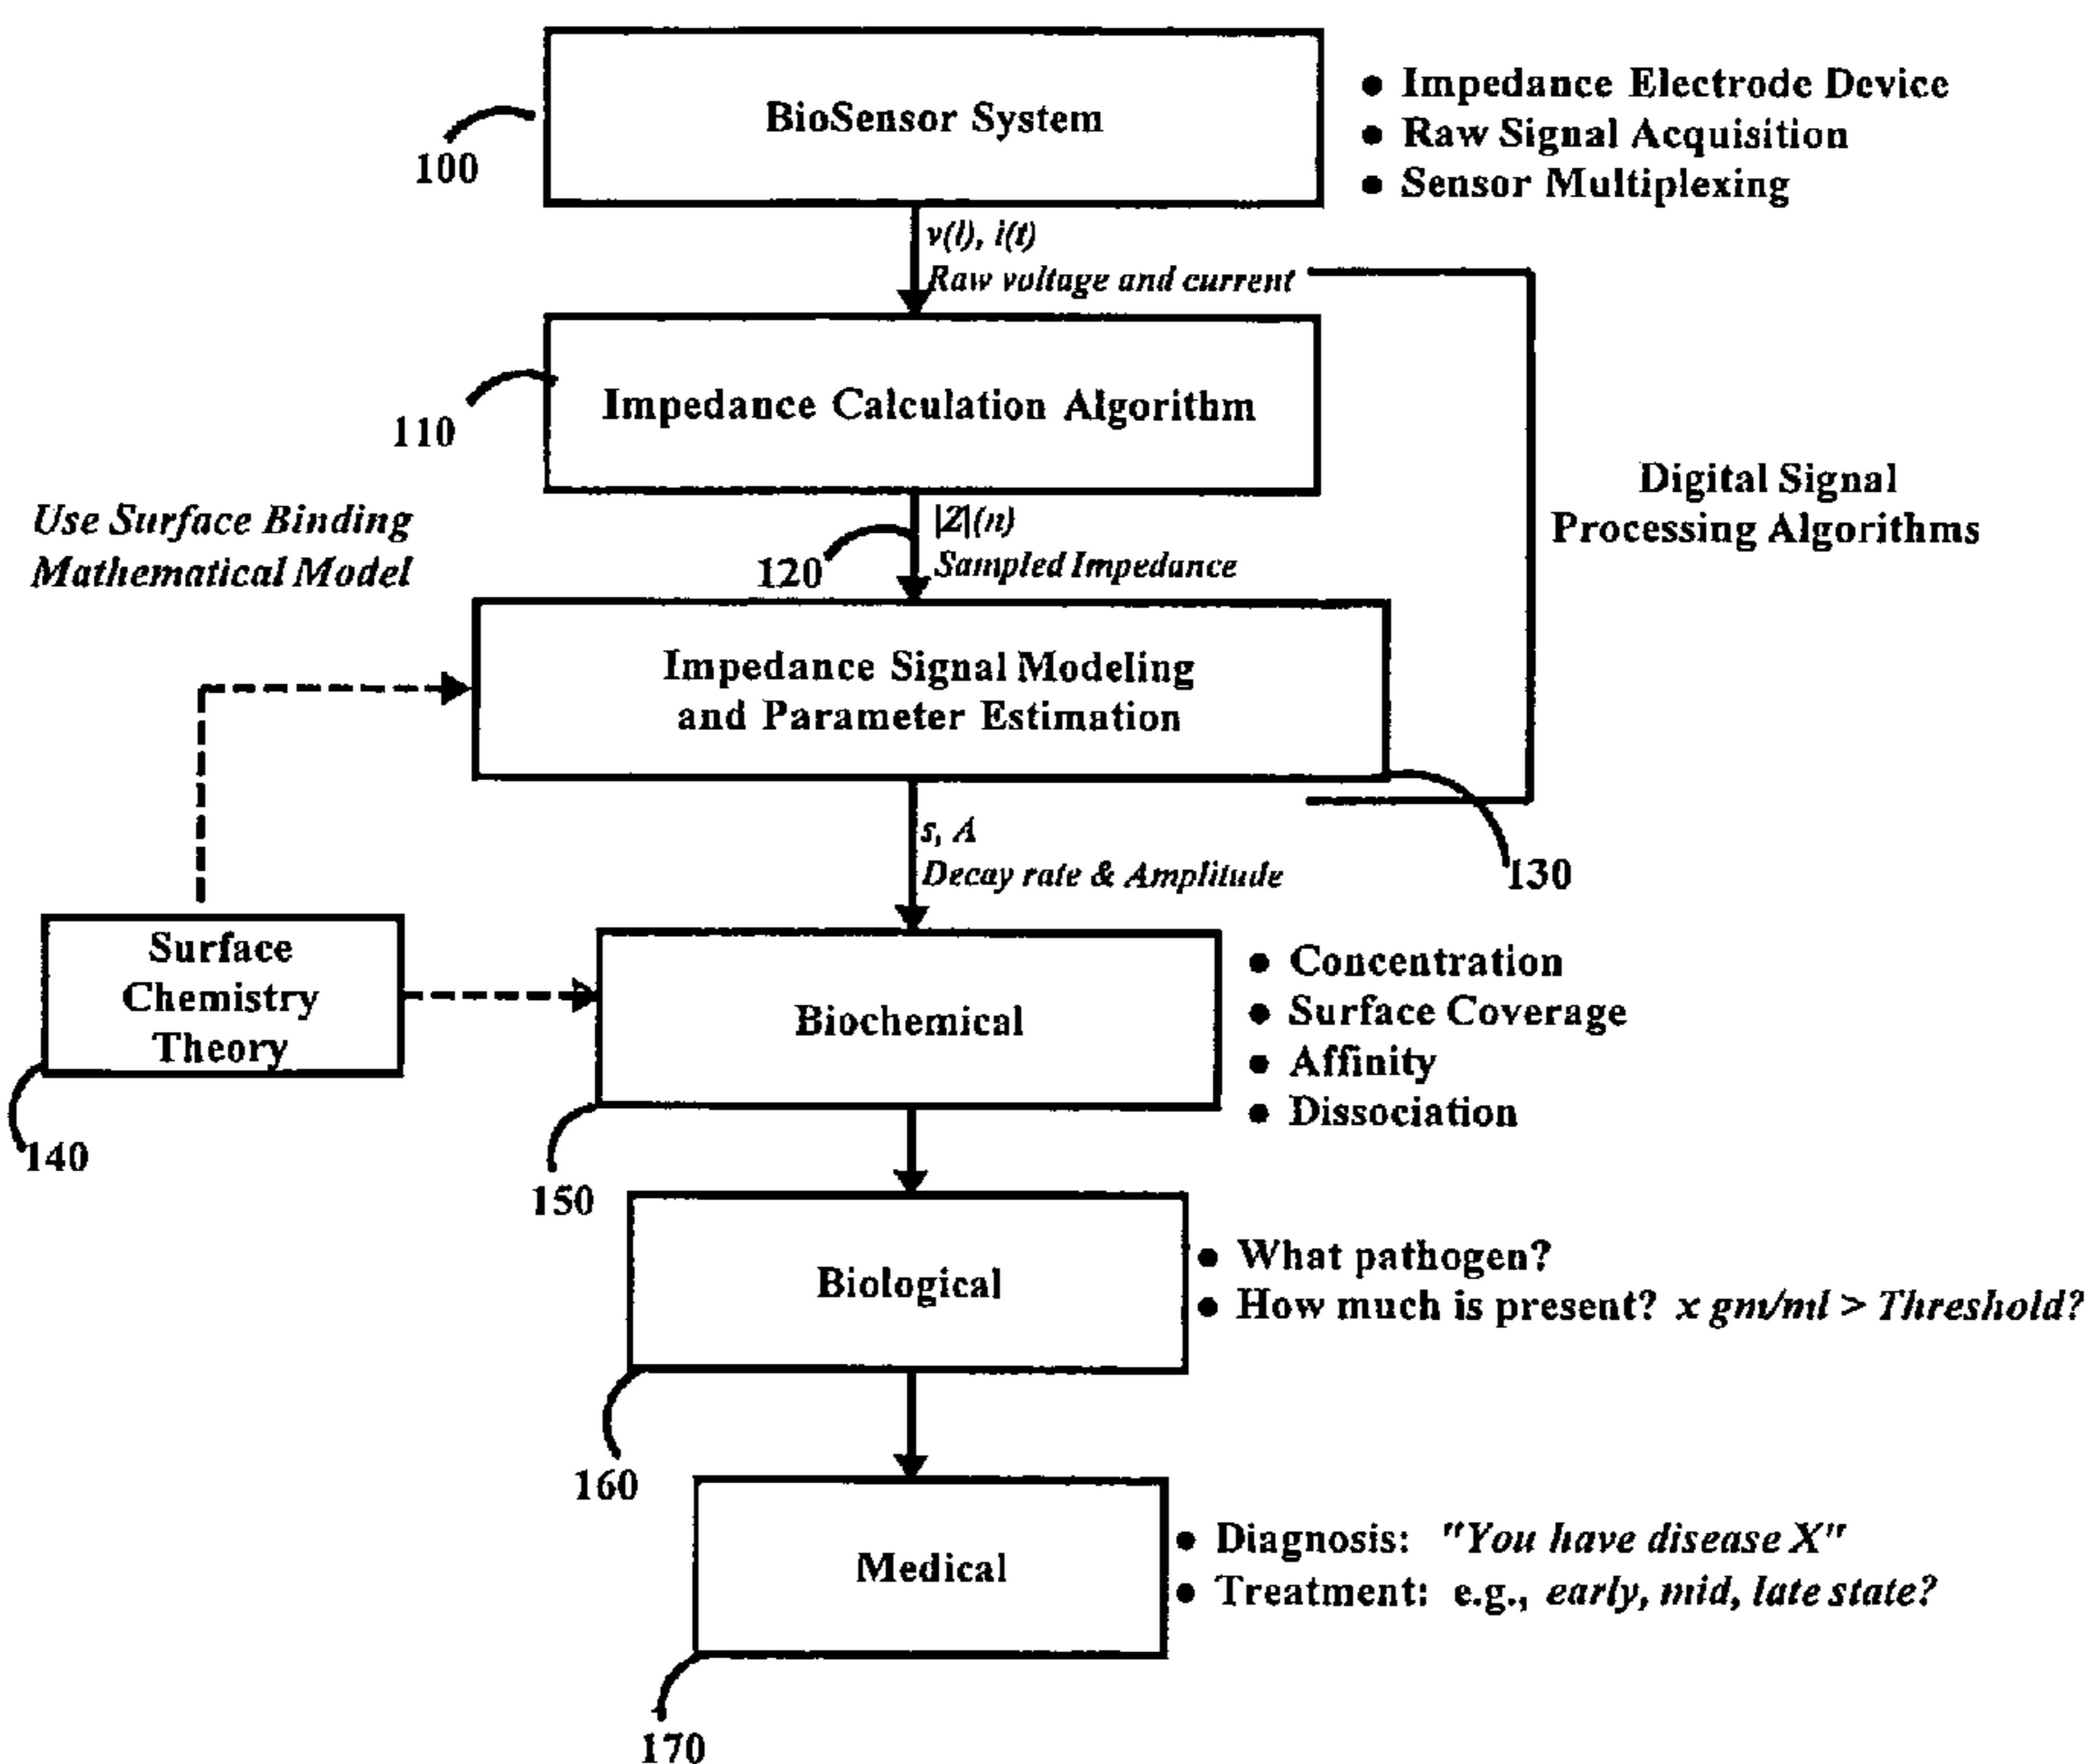 BioSensor System
• Impedance Electrode Device
• Raw Signal Acquisition
• Sensor Multiplexing
100
v(l), i(t)
Raw voltage and current
Impedance Calculation Algorithm
110
Digital Signal
Processing Algorithms
Use Surface Binding
Mathematical Model
|Z|(n)
Sampled Impedance
120
Impedance Signal Modeling
and Parameter Estimation
s, A
Decay rate & Amplitude
130
Surface
Chemistry
Theory
140
Biochemical
• Concentration
• Surface Coverage
• Affinity
• Dissociation
150
Biological
• What pathogen?
• How much is present? x gm/ml > Threshold?
160
Medical
• Diagnosis: "You have disease X"
• Treatment: e.g., early, mid, late state?
170